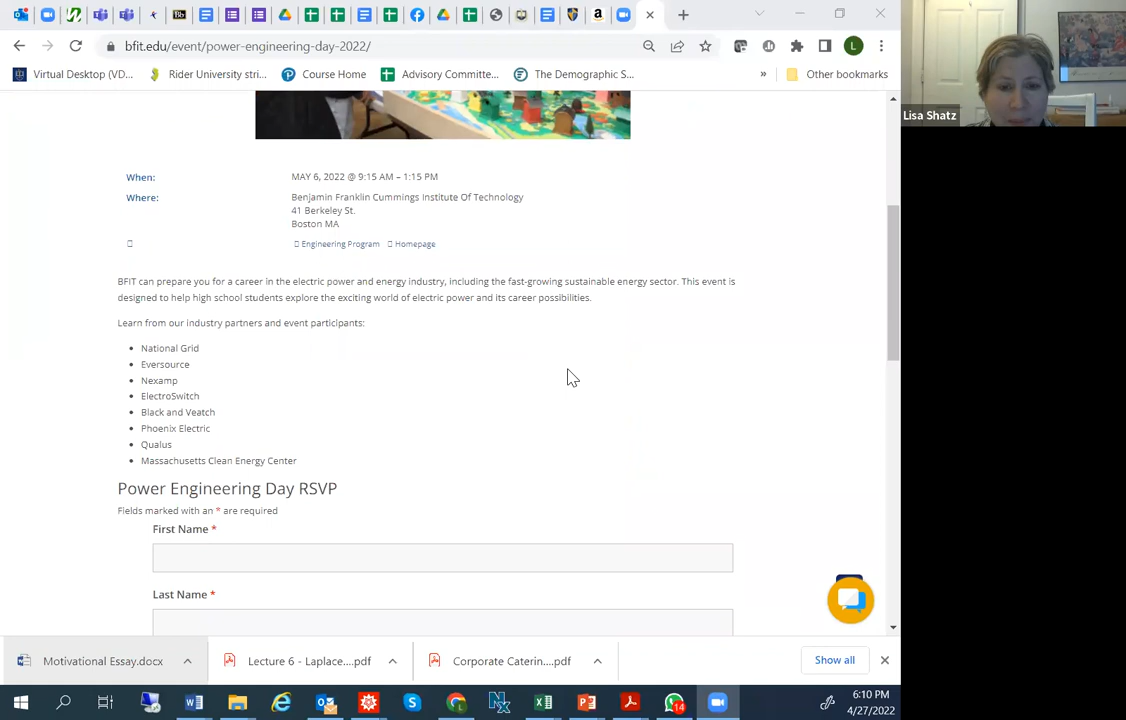 bfit.edu/event/power-engineering-day-2022/
L
Virtual Desktop (VD...
Rider University stri...
Course Home
Advisory Committe...
The Demographic S...
»
Other bookmarks
Lisa Shatz
When:
MAY 6, 2022 @ 9:15 AM – 1:15 PM
Where:
Benjamin Franklin Cummings Institute Of Technology
41 Berkeley St.
Boston MA
Engineering Program
Homepage
BFIT can prepare you for a career in the electric power and energy industry, including the fast-growing sustainable energy sector. This event is
designed to help high school students explore the exciting world of electric power and its career possibilities.
Learn from our industry partners and event participants:
• National Grid
• Eversource
• Nexamp
• ElectroSwitch
• Black and Veatch
• Phoenix Electric
• Qualus
• Massachusetts Clean Energy Center
Power Engineering Day RSVP
Fields marked with an * are required
First Name *
Last Name *
Motivational Essay.docx
Lecture 6 - Laplace....pdf
Corporate Caterin....pdf
Show all
14
6:10 PM
4/27/2022